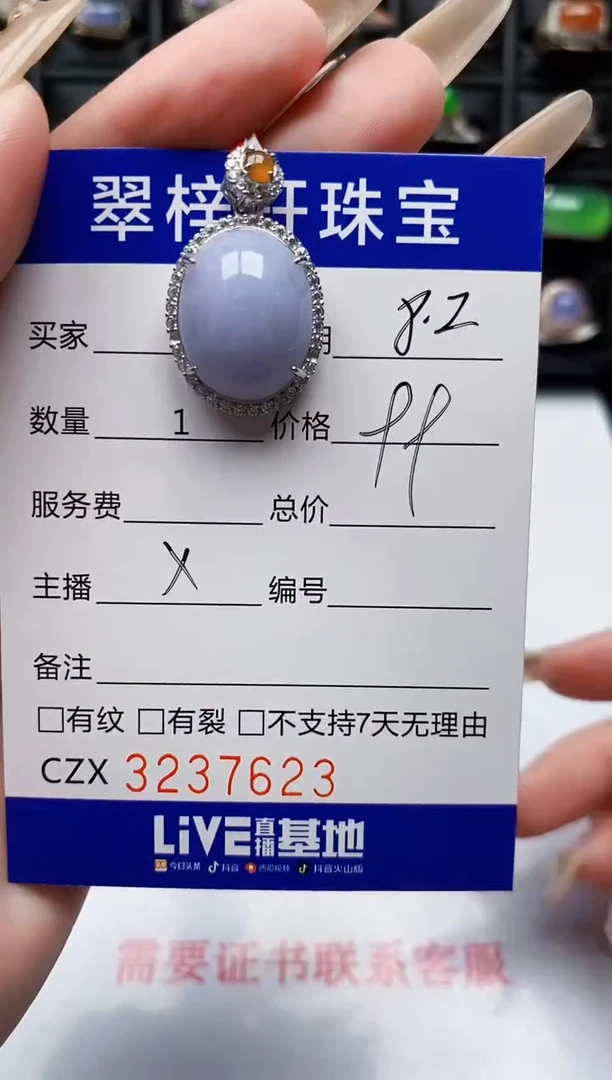 翠梓轩珠宝
买家
8.2
数量 1 价格
服务费 总价
主播 X 编号
备注
□有纹 □有裂 □不支持7天无理由
CZX 3237623
LiVE直播基地
今日头条 抖音 西瓜视频 抖音火山版
需要证书联系客服